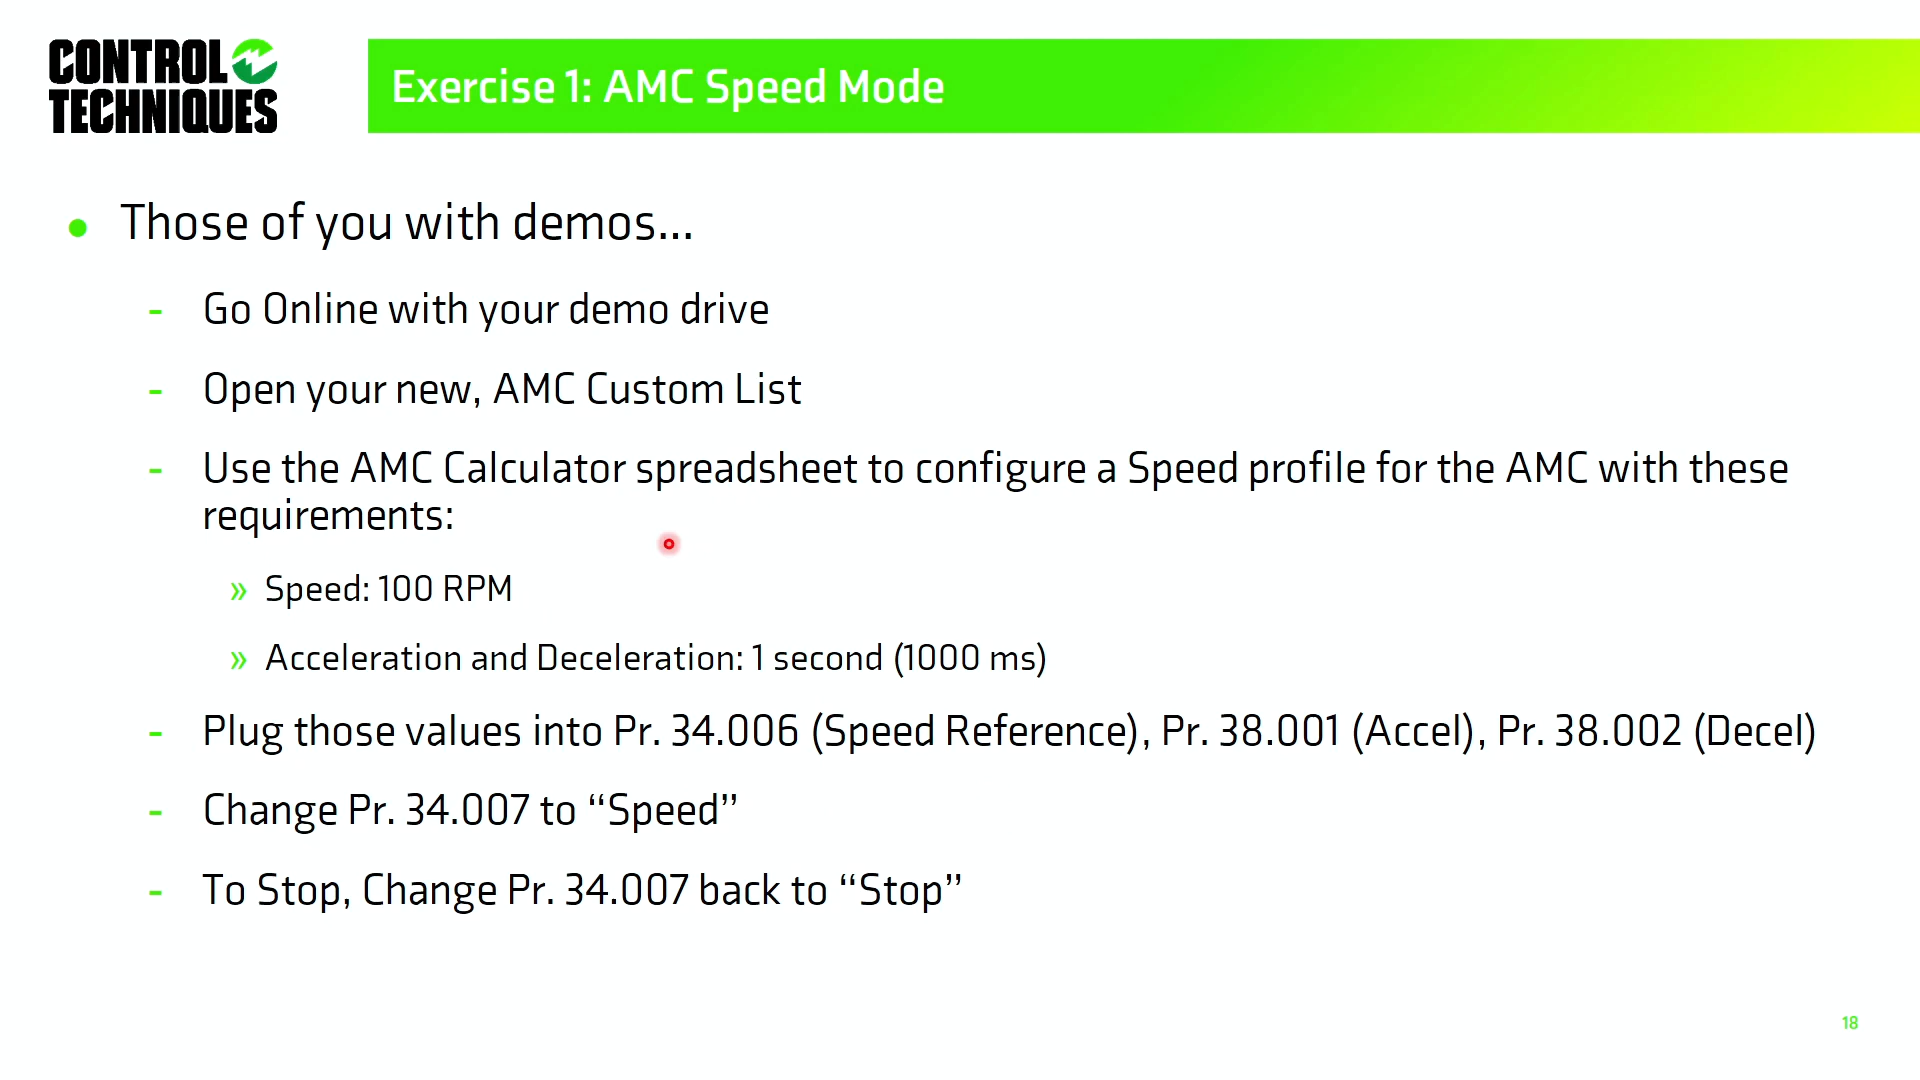 CONTROL
TECHNIQUES
Exercise 1: AMC Speed Mode
• Those of you with demos...
- Go Online with your demo drive
- Open your new, AMC Custom List
- Use the AMC Calculator spreadsheet to configure a Speed profile for the AMC with these
requirements:
» Speed: 100 RPM
» Acceleration and Deceleration: 1 second (1000 ms)
- Plug those values into Pr. 34.006 (Speed Reference), Pr. 38.001 (Accel), Pr. 38.002 (Decel)
- Change Pr. 34.007 to “Speed”
- To Stop, Change Pr. 34.007 back to “Stop”
18